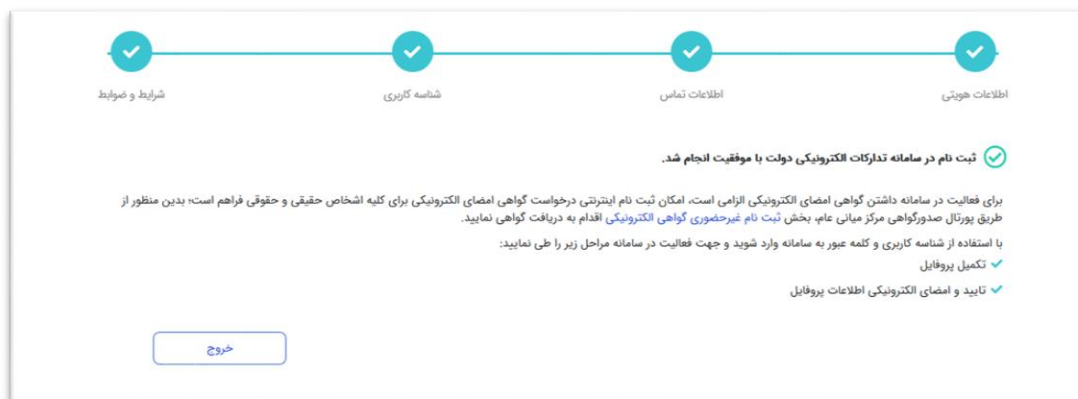 اطلاعات هویتی
اطلاعات تماس
شناسه کاربری
شرایط و ضوابط
ثبت نام در سامانه تدارکات الکترونیکی دولت با موفقیت انجام شد.
برای فعالیت در سامانه داشتن گواهی امضای الکترونیکی الزامی است، امکان ثبت نام اینترنتی درخواست گواهی امضای الکترونیکی برای کلیه اشخاص حقیقی و حقوقی فراهم است؛ بدین منظور از
طریق پورتال صدورگواهی مرکز میانی عام، بخش ثبت نام غیرحضوری گواهی الکترونیکی اقدام به دریافت گواهی نمایید.
با استفاده از شناسه کاربری و کلمه عبور به سامانه وارد شوید و جهت فعالیت در سامانه مراحل زیر را طی نمایید:
تکمیل پروفایل
تایید و امضای الکترونیکی اطلاعات پروفایل
خروج